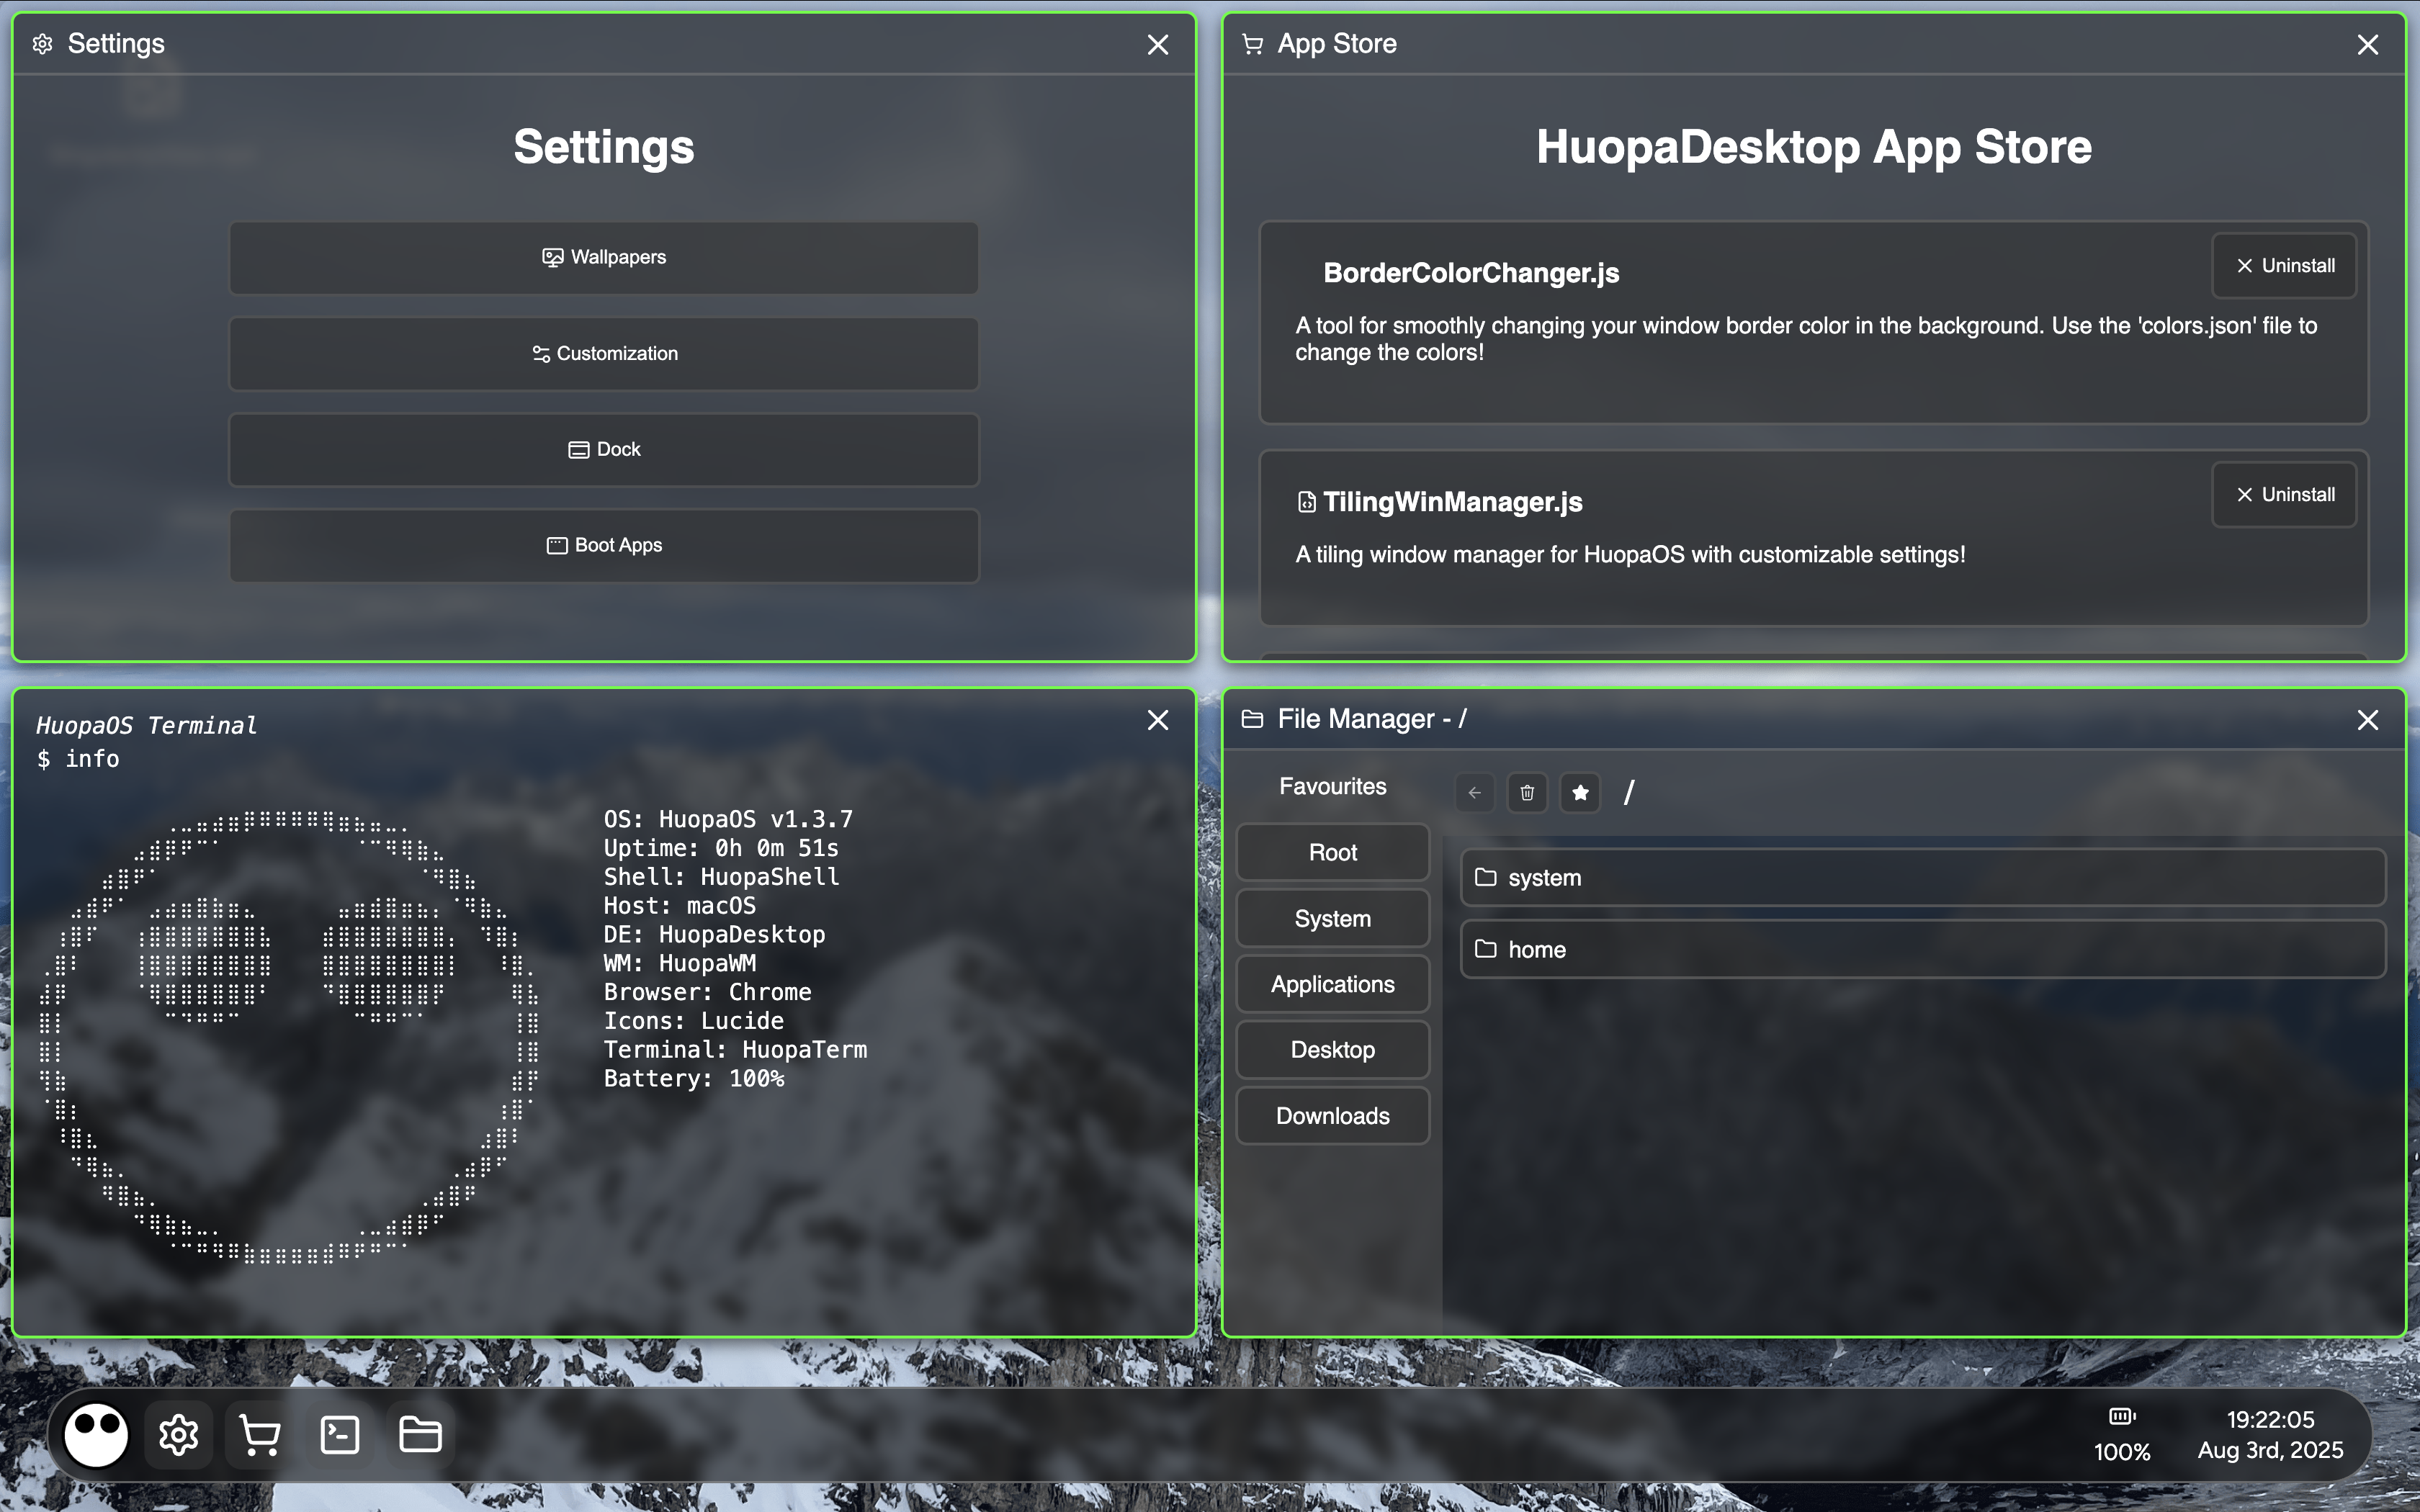 Settings
Settings
Wallpapers
Customization
Dock
Boot Apps
App Store
HuopaDesktop App Store
BorderColorChanger.js
Uninstall
A tool for smoothly changing your window border color in the background. Use the 'colors.json' file to
change the colors!
TilingWinManager.js
Uninstall
A tiling window manager for HuopaOS with customizable settings!
HuopaOS Terminal
$ info
OS: HuopaOS v1.3.7
Uptime: 0h 0m 51s
Shell: HuopaShell
Host: macOS
DE: HuopaDesktop
WM: HuopaWM
Browser: Chrome
Icons: Lucide
Terminal: HuopaTerm
Battery: 100%
File Manager - /
Favourites
Root
System
Applications
Desktop
Downloads
/
system
home
100%
19:22:05
Aug 3rd, 2025